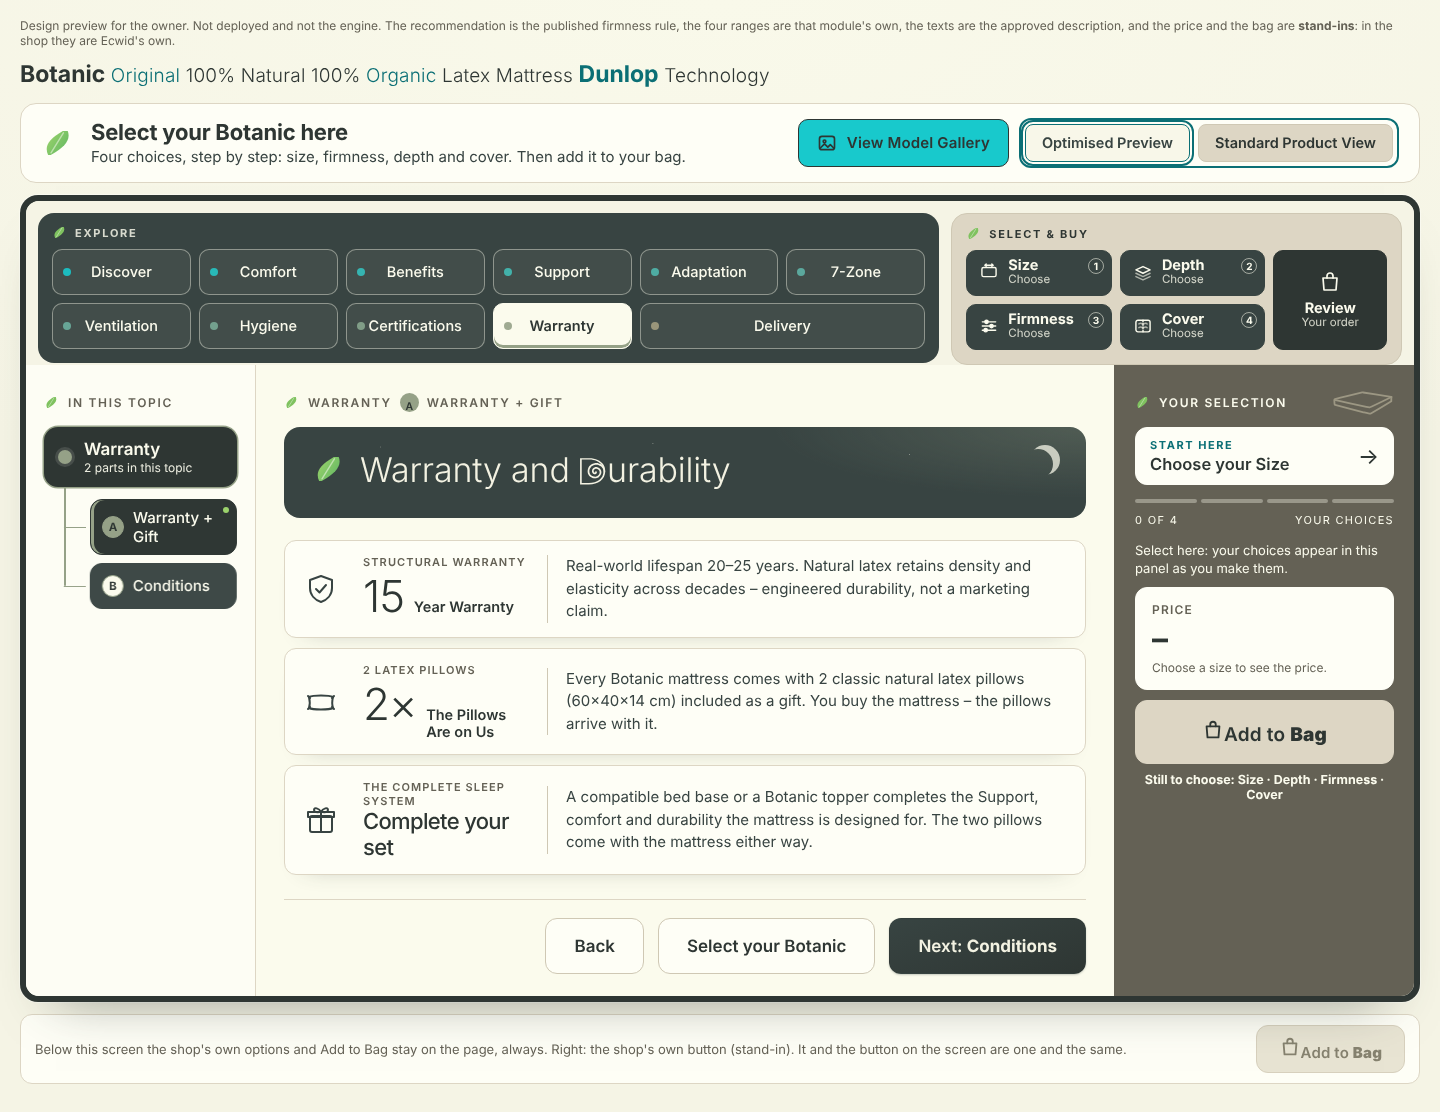 Design preview for the owner. Not deployed and not the engine. The recommendation is the published firmness rule, the four ranges are that module's own, the texts are the approved description, and the price and the bag are stand-ins: in the
shop they are Ecwid's own.
Botanic Original 100% Natural 100% Organic Latex Mattress Dunlop Technology
Select your Botanic here
Four choices, step by step: size, firmness, depth and cover. Then add it to your bag.
View Model Gallery
Optimised Preview
Standard Product View
EXPLORE
Discover
Comfort
Benefits
Support
Adaptation
7-Zone
Ventilation
Hygiene
Certifications
Warranty
Delivery
SELECT & BUY
Size
Choose
1
Depth
Choose
2
Firmness
Choose
3
Cover
Choose
4
Review
Your order
IN THIS TOPIC
Warranty
2 parts in this topic
A
Warranty +
Gift
B
Conditions
WARRANTY A WARRANTY + GIFT
Warranty and Durability
STRUCTURAL WARRANTY
15 Year Warranty
Real-world lifespan 20–25 years. Natural latex retains density and
elasticity across decades – engineered durability, not a marketing
claim.
2 LATEX PILLOWS
2× The Pillows
Are on Us
Every Botanic mattress comes with 2 classic natural latex pillows
(60×40×14 cm) included as a gift. You buy the mattress – the pillows
arrive with it.
THE COMPLETE SLEEP
SYSTEM
Complete your
set
A compatible bed base or a Botanic topper completes the Support,
comfort and durability the mattress is designed for. The two pillows
come with the mattress either way.
Back
Select your Botanic
Next: Conditions
YOUR SELECTION
START HERE
Choose your Size
0 OF 4
YOUR CHOICES
Select here: your choices appear in this
panel as you make them.
PRICE
–
Choose a size to see the price.
Add to Bag
Still to choose: Size · Depth · Firmness ·
Cover
Below this screen the shop's own options and Add to Bag stay on the page, always. Right: the shop's own button (stand-in). It and the button on the screen are one and the same.
Add to Bag